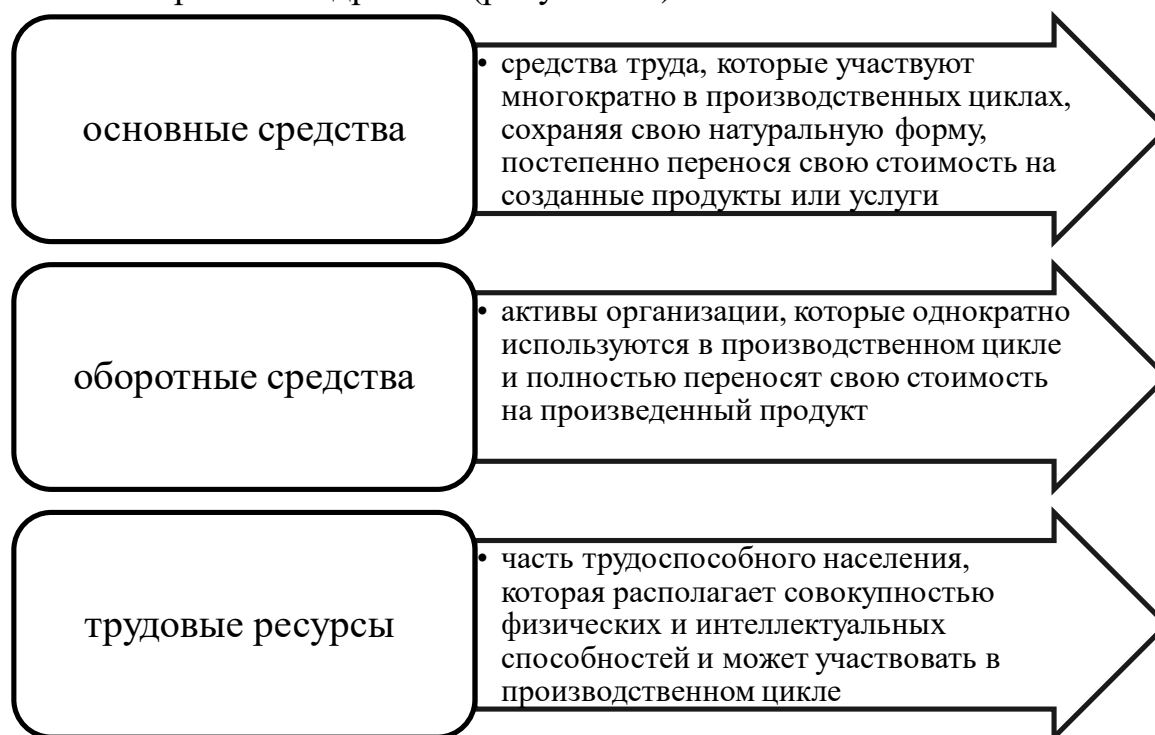 основные средства
• средства труда, которые участвуют
многократно в производственных циклах,
сохраняя свою натуральную форму,
постепенно перенося свою стоимость на
созданные продукты или услуги
оборотные средства
• активы организации, которые однократно
используются в производственном цикле
и полностью переносят свою стоимость
на произведенный продукт
трудовые ресурсы
• часть трудоспособного населения,
которая располагает совокупностью
физических и интеллектуальных
способностей и может участвовать в
производственном цикле